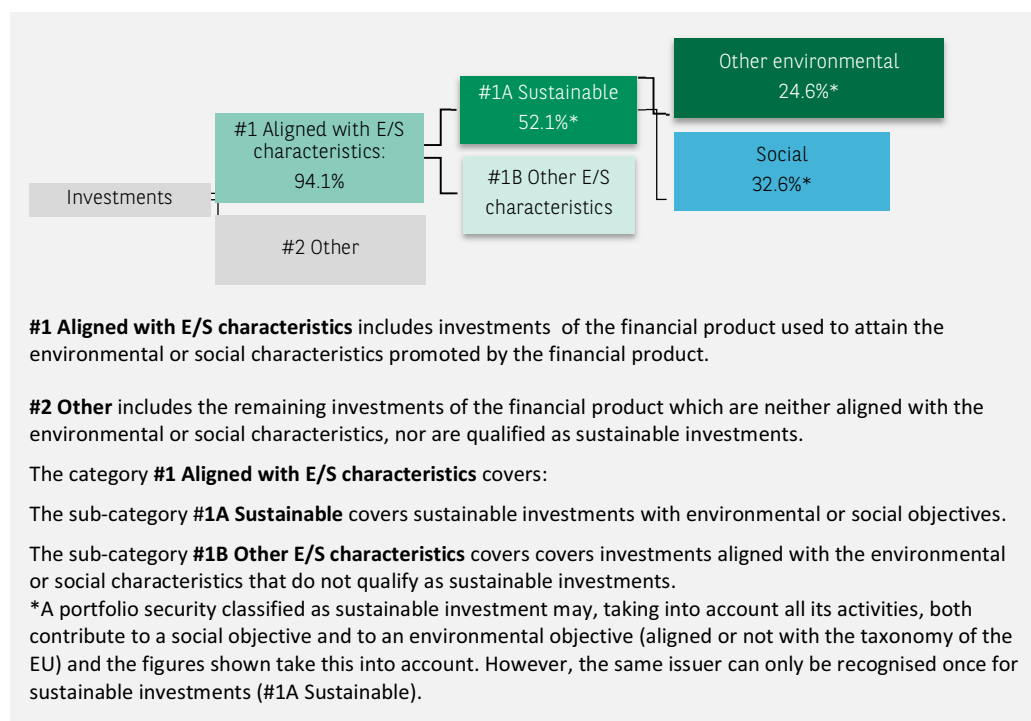 Investments
#1 Aligned with E/S
characteristics:
94.1%
#2 Other
#1A Sustainable
52.1%*
#1B Other E/S
characteristics
Other environmental
24.6%*
Social
32.6%*
#1 Aligned with E/S characteristics includes investments of the financial product used to attain the
environmental or social characteristics promoted by the financial product.
#2 Other includes the remaining investments of the financial product which are neither aligned with the
environmental or social characteristics, nor are qualified as sustainable investments.
The category #1 Aligned with E/S characteristics covers:
The sub-category #1A Sustainable covers sustainable investments with environmental or social objectives.
The sub-category #1B Other E/S characteristics covers covers investments aligned with the environmental
or social characteristics that do not qualify as sustainable investments.
*A portfolio security classified as sustainable investment may, taking into account all its activities, both
contribute to a social objective and to an environmental objective (aligned or not with the taxonomy of the
EU) and the figures shown take this into account. However, the same issuer can only be recognised once for
sustainable investments (#1A Sustainable).